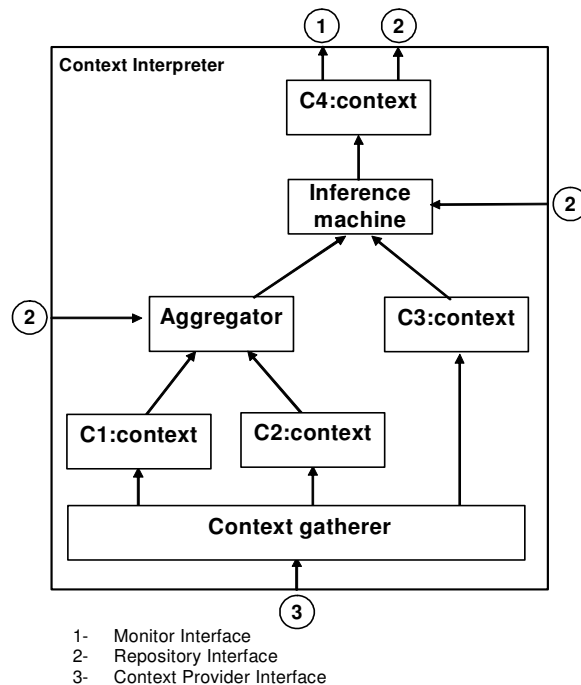 1 2
Context Interpreter
C4:context
Inference
machine
2
2
Aggregator
C3:context
C1:context
C2:context
Context gatherer
3
1- Monitor Interface
2- Repository Interface
3- Context Provider Interface